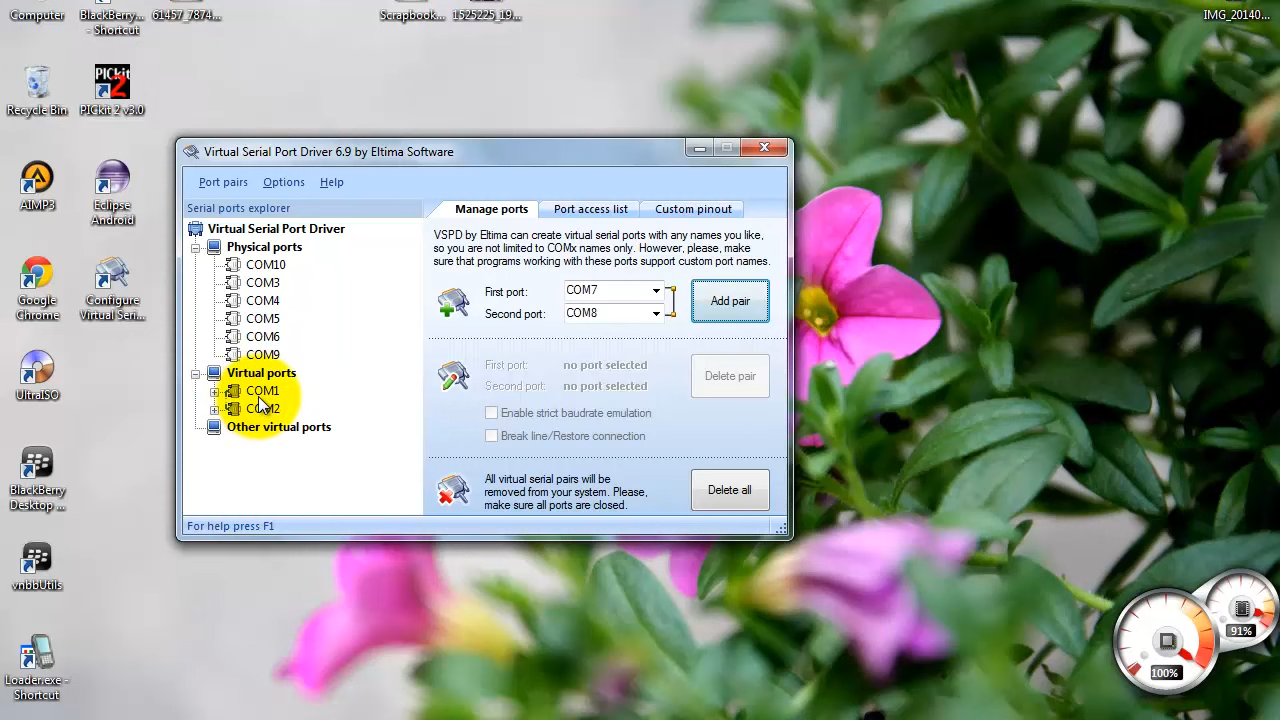 Computer
BlackBerry...
- Shortcut
61457_7874...
Scrapbook...
1525225_19...
IMG_20140...
Recycle Bin
PICkit
2
PICkit 2 v3.0
AIMP3
Eclipse
Android
Google
Chrome
Configure
Virtual Seri...
UltraISO
BlackBerry
Desktop ...
vnbbUtils
Loader.exe -
Shortcut
Virtual Serial Port Driver 6.9 by Eltima Software
Port pairs
Options
Help
Serial ports explorer
Virtual Serial Port Driver
Physical ports
COM10
COM3
COM4
COM5
COM6
COM9
Virtual ports
COM1
COM2
Other virtual ports
Manage ports
Port access list
Custom pinout
VSPD by Eltima can create virtual serial ports with any names you like,
so you are not limited to COMx names only. However, please, make
sure that programs working with these ports support custom port names.
First port:
COM7
Second port:
COM8
Add pair
First port:
no port selected
Second port:
no port selected
Delete pair
Enable strict baudrate emulation
Break line/Restore connection
All virtual serial pairs will be
removed from your system. Please,
make sure all ports are closed.
Delete all
For help press F1
91%
100%